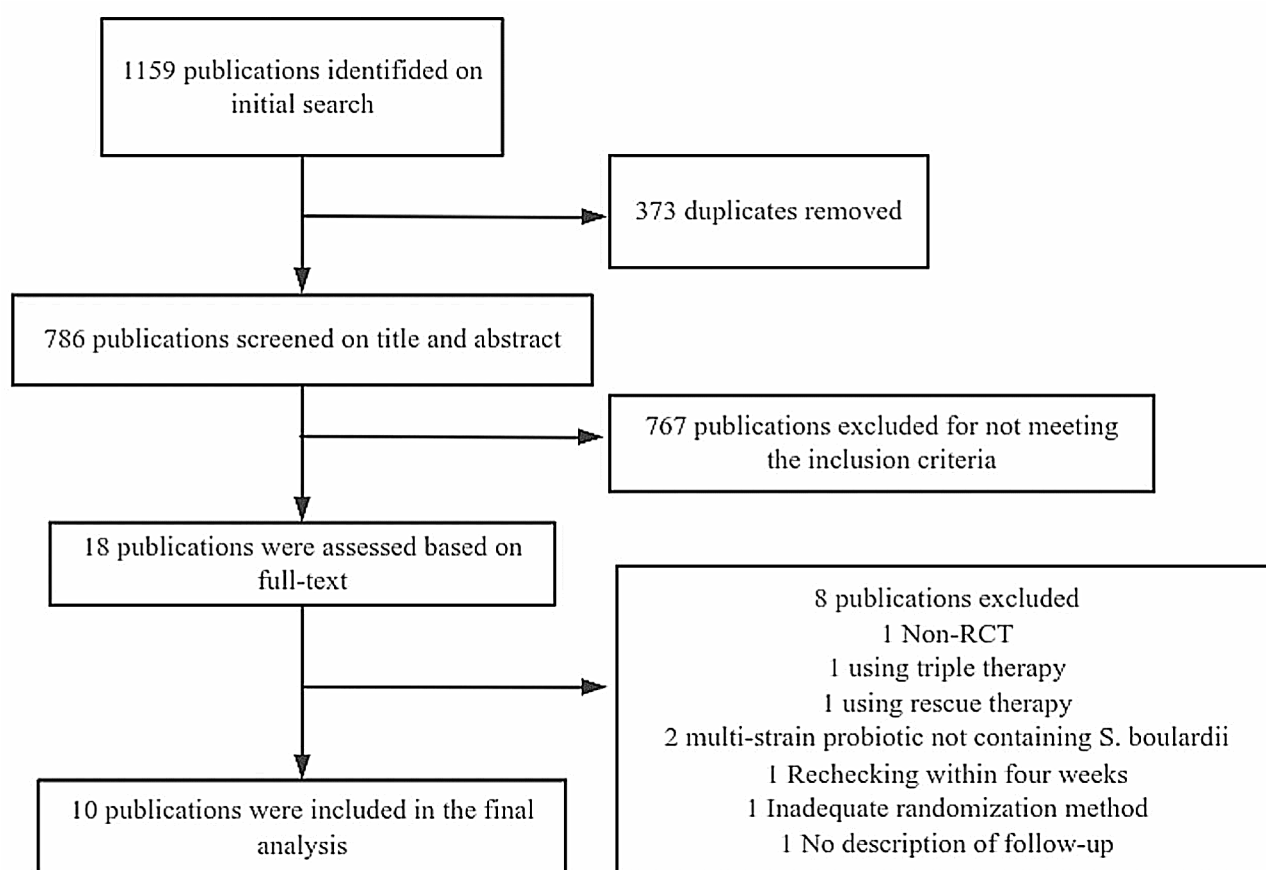 1159 publications identifided on
initial search
373 duplicates removed
786 publications screened on title and abstract
767 publications excluded for not meeting
the inclusion criteria
18 publications were assessed based on
full-text
8 publications excluded
1 Non-RCT
1 using triple therapy
1 using rescue therapy
2 multi-strain probiotic not containing S. boulardii
1 Rechecking within four weeks
1 Inadequate randomization method
1 No description of follow-up
10 publications were included in the final
analysis